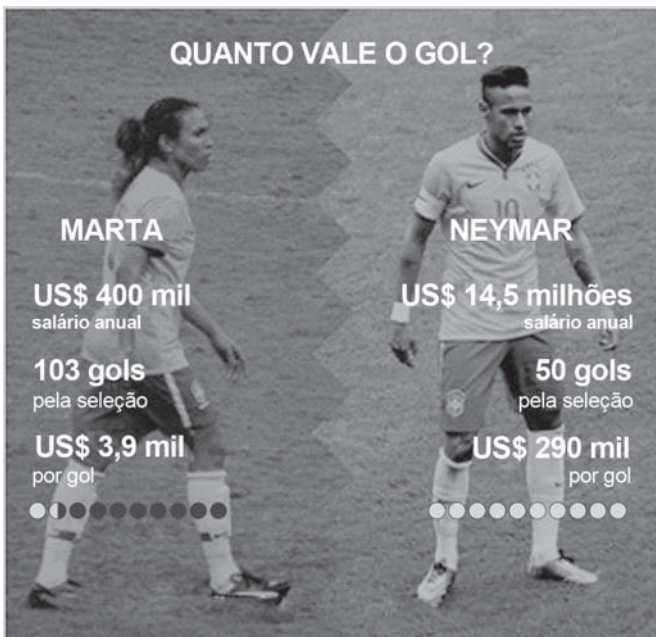 QUANTO VALE O GOL?
MARTA
US$ 400 mil
salário anual
103 gols
pela seleção
US$ 3,9 mil
por gol
NEYMAR
10
US$ 14,5 milhões
salário anual
50 gols
pela seleção
US$ 290 mil
por gol